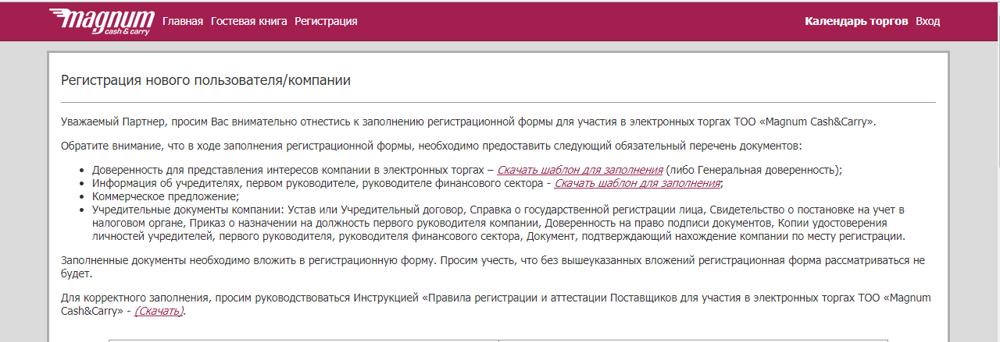 magnum
cash & carry
Главная Гостевая книга Регистрация
Календарь торгов Вход
Регистрация нового пользователя/компании
Уважаемый Партнер, просим Вас внимательно отнестись к заполнению регистрационной формы для участия в электронных торгах ТОО «Magnum Cash&Carry».
Обратите внимание, что в ходе заполнения регистрационной формы, необходимо предоставить следующий обязательный перечень документов:
• Доверенность для представления интересов компании в электронных торгах – Скачать шаблон для заполнения (либо Генеральная доверенность);
• Информация об учредителях, первом руководителе, руководителе финансового сектора - Скачать шаблон для заполнения;
• Коммерческое предложение;
• Учредительные документы компании: Устав или Учредительный договор, Справка о государственной регистрации лица, Свидетельство о постановке на учет в
налоговом органе, Приказ о назначении на должность первого руководителя компании, Доверенность на право подписи документов, Копии удостоверения
личностей учредителей, первого руководителя, руководителя финансового сектора, Документ, подтверждающий нахождение компании по месту регистрации.
Заполненные документы необходимо вложить в регистрационную форму. Просим учесть, что без вышеуказанных вложений регистрационная форма рассматриваться не
будет.
Для корректного заполнения, просим руководствоваться Инструкцией «Правила регистрации и аттестации Поставщиков для участия в электронных торгах ТОО «Magnum
Cash&Carry» - (Скачать).